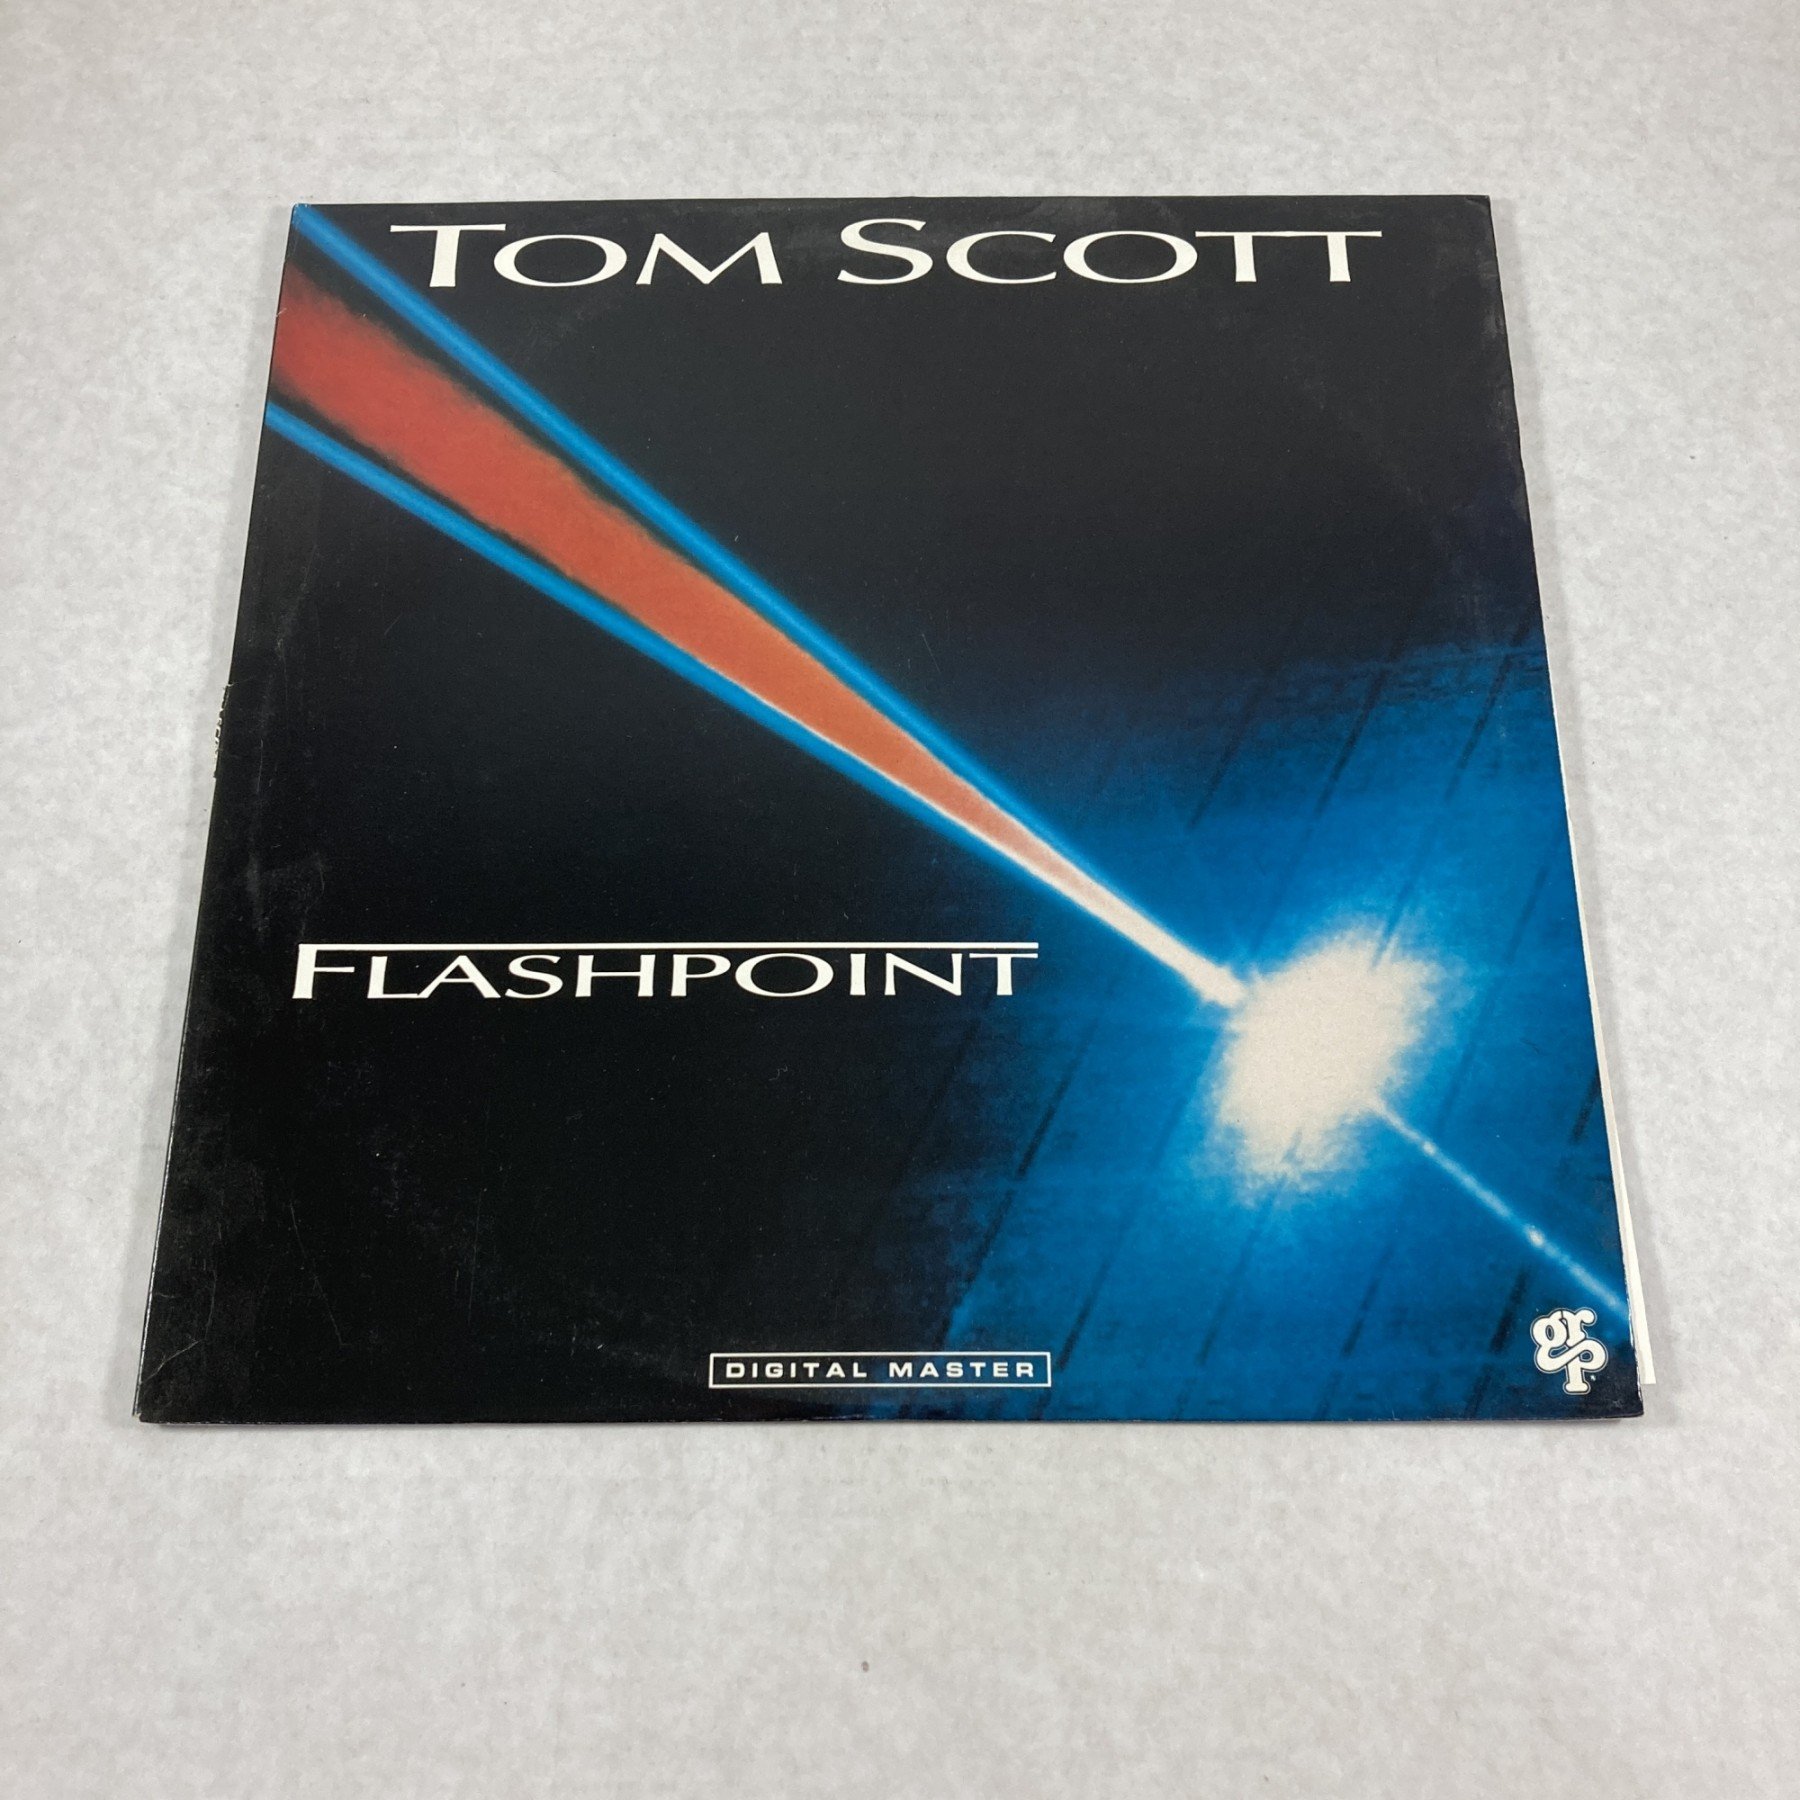 TOM SCOTT
FLASHPOINT
DIGITAL MASTER
grp